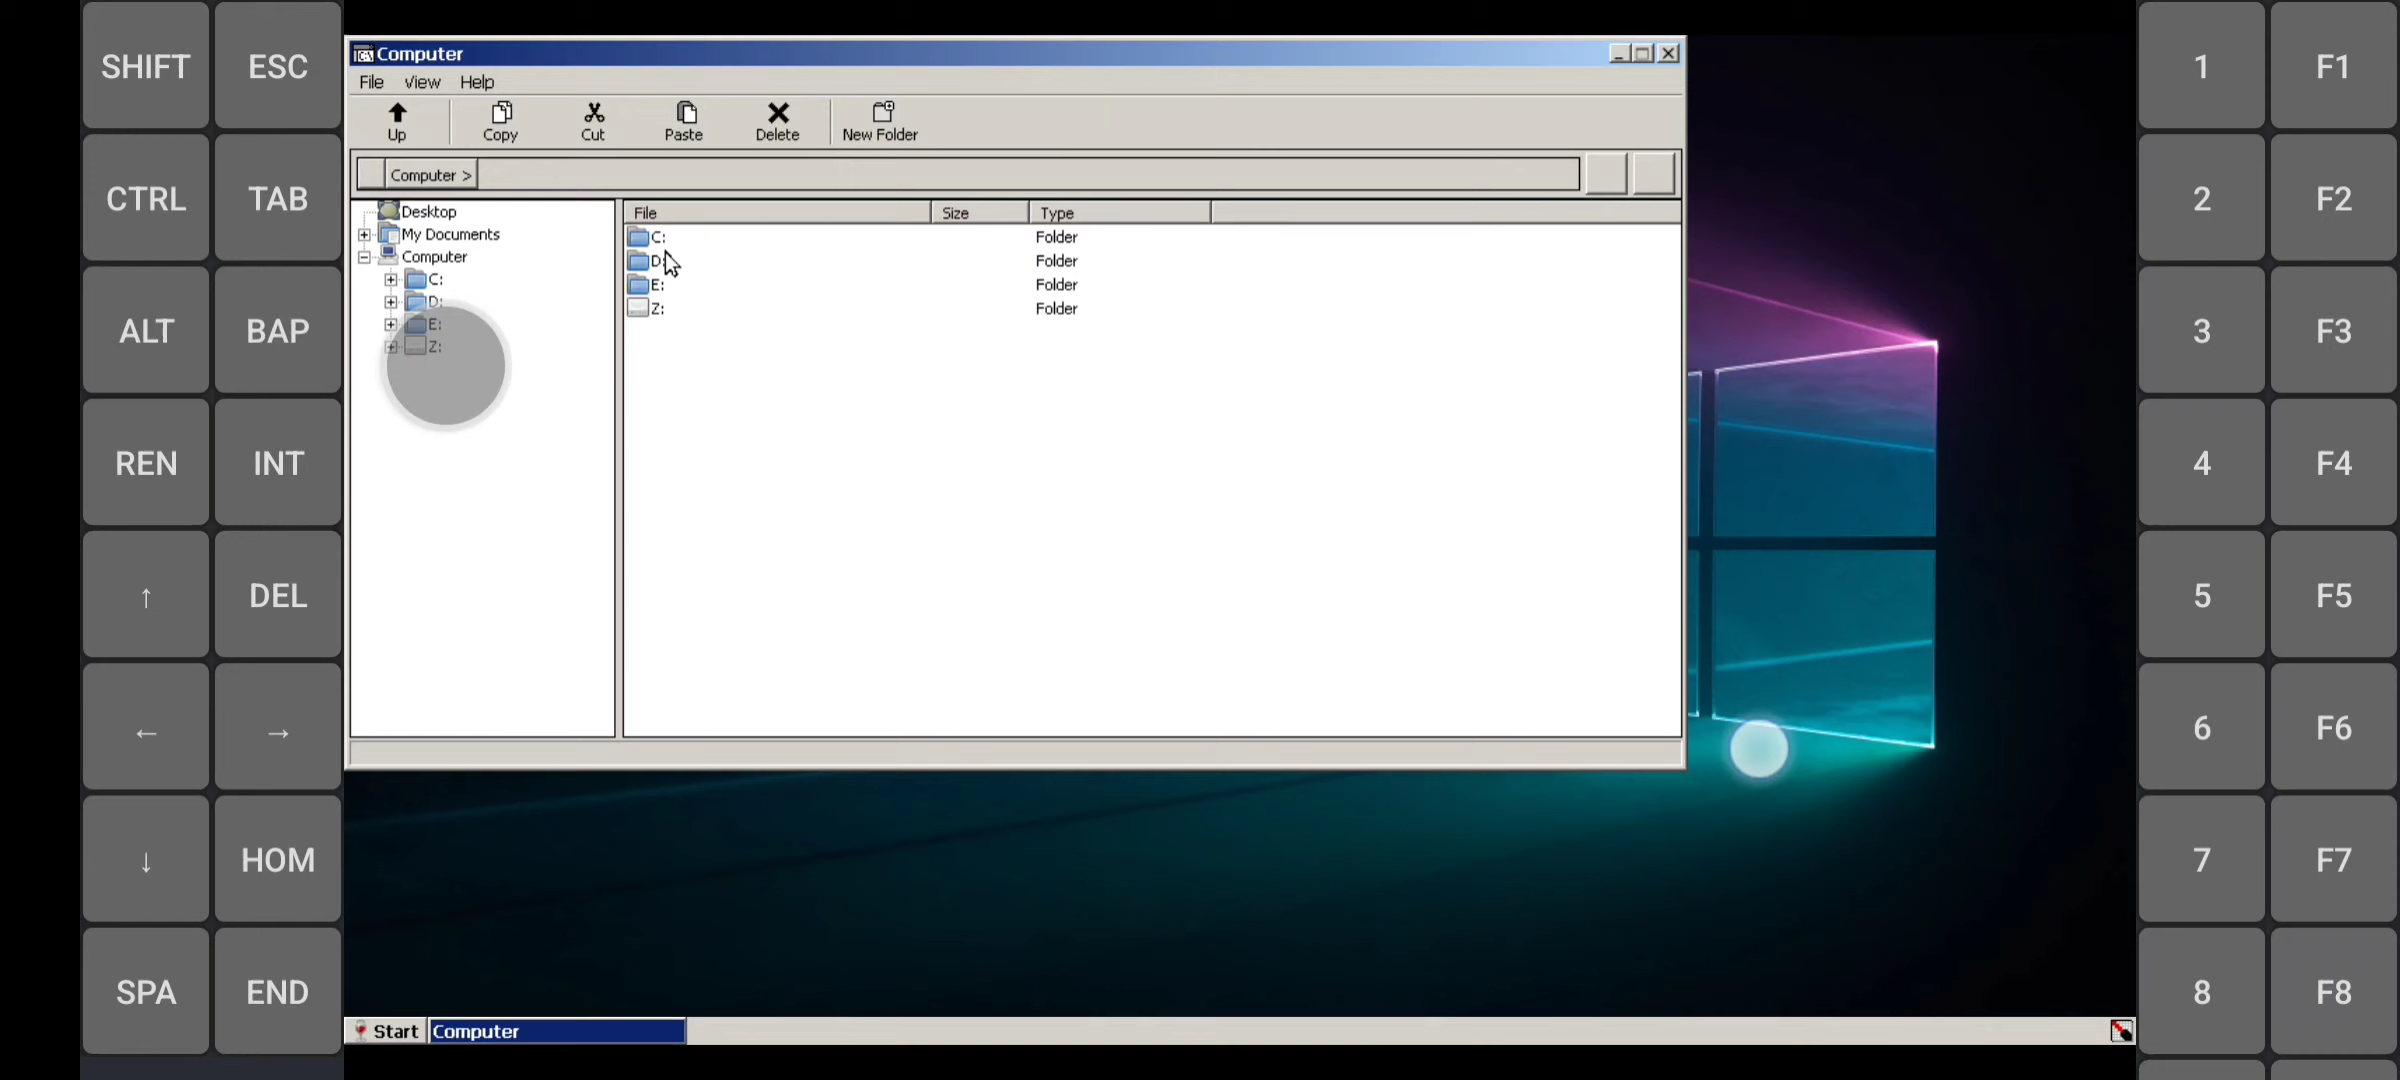 SHIFT ESC
CTRL TAB
ALT BAP
REN INT
↑ DEL
← →
↓ HOM
SPA END
Computer
File View Help
Up Copy Cut Paste Delete New Folder
Computer >
Desktop
My Documents
Computer
C:
D:
E:
Z:
File Size Type
C: Folder
D: Folder
E: Folder
Z: Folder
Start Computer
1 F1
2 F2
3 F3
4 F4
5 F5
6 F6
7 F7
8 F8